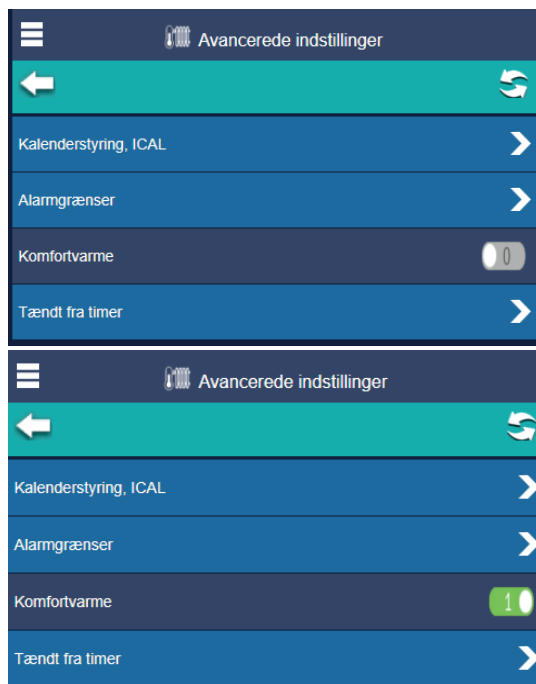 Avancerede indstillinger
Kalenderstyring, ICAL
Alarmgrænser
Komfortvarme 0
Tændt fra timer
Avancerede indstillinger
Kalenderstyring, ICAL
Alarmgrænser
Komfortvarme 1
Tændt fra timer